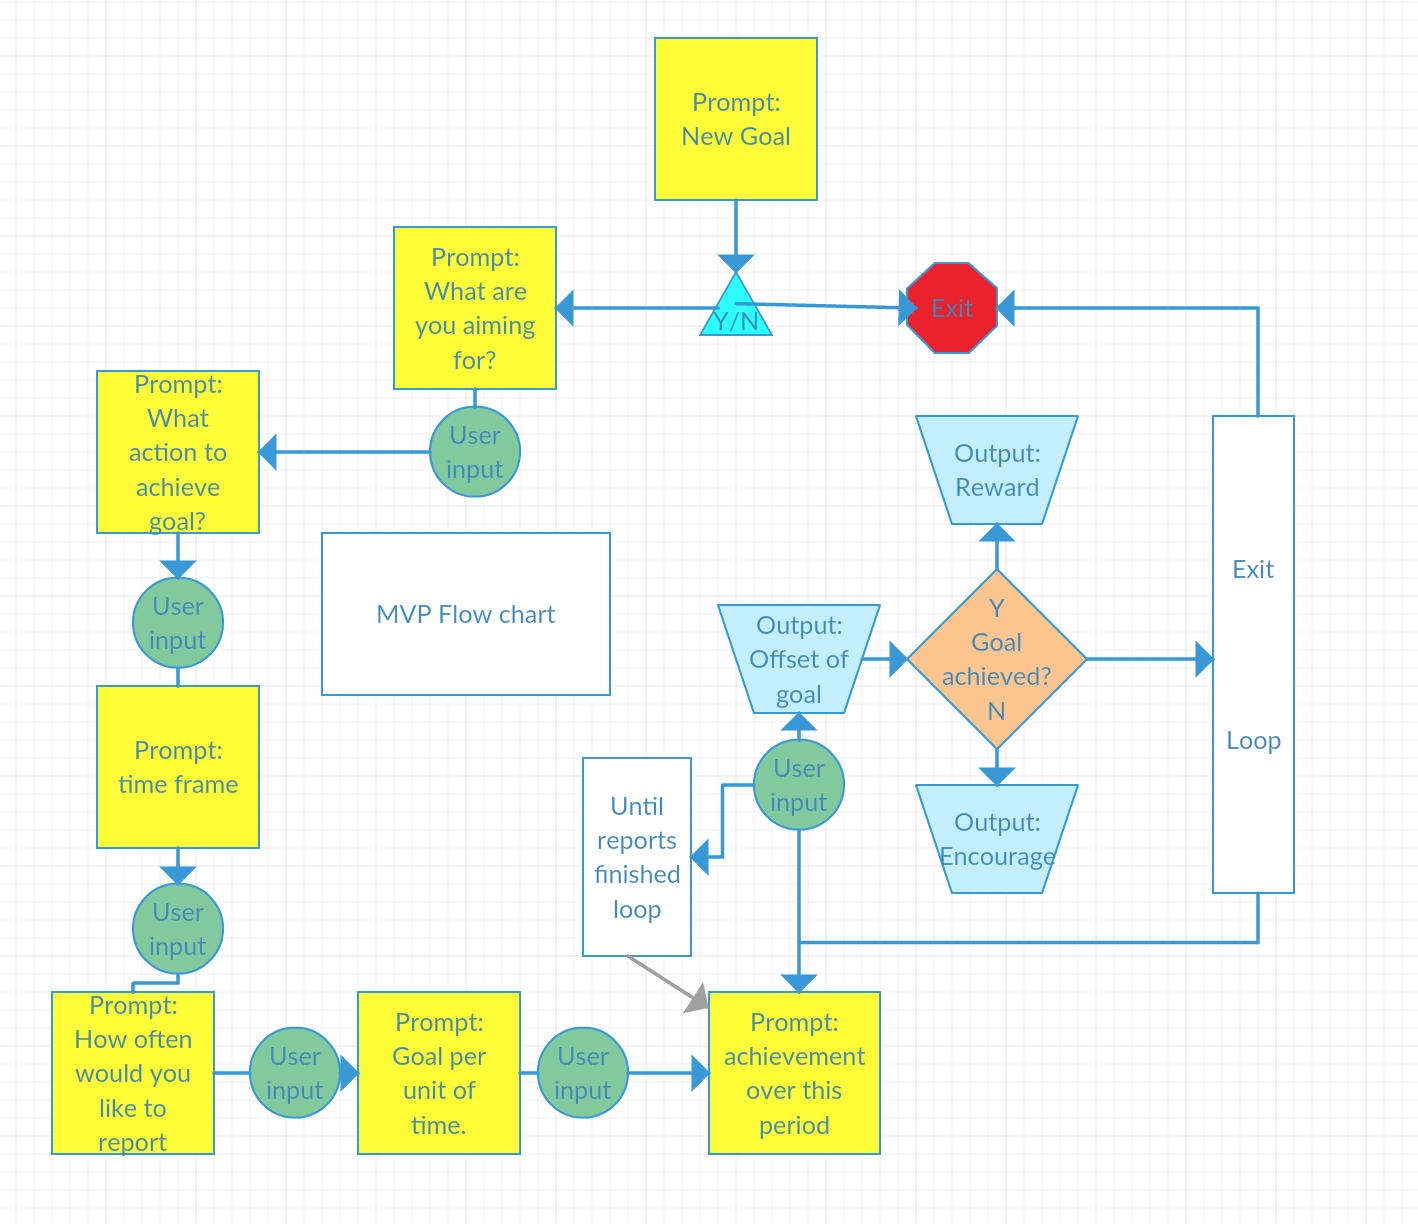 Prompt:
New Goal
Prompt:
What are
you aiming
for?
Y/N
Exit
Prompt:
What
action to
achieve
goal?
User
input
Output:
Reward
MVP Flow chart
User
input
Y
Goal
achieved?
N
Exit
Loop
Output:
Offset of
goal
Prompt:
time frame
User
input
Until
reports
finished
loop
Output:
Encourage
User
input
Prompt:
How often
would you
like to
report
User
input
Prompt:
Goal per
unit of
time.
User
input
Prompt:
achievement
over this
period